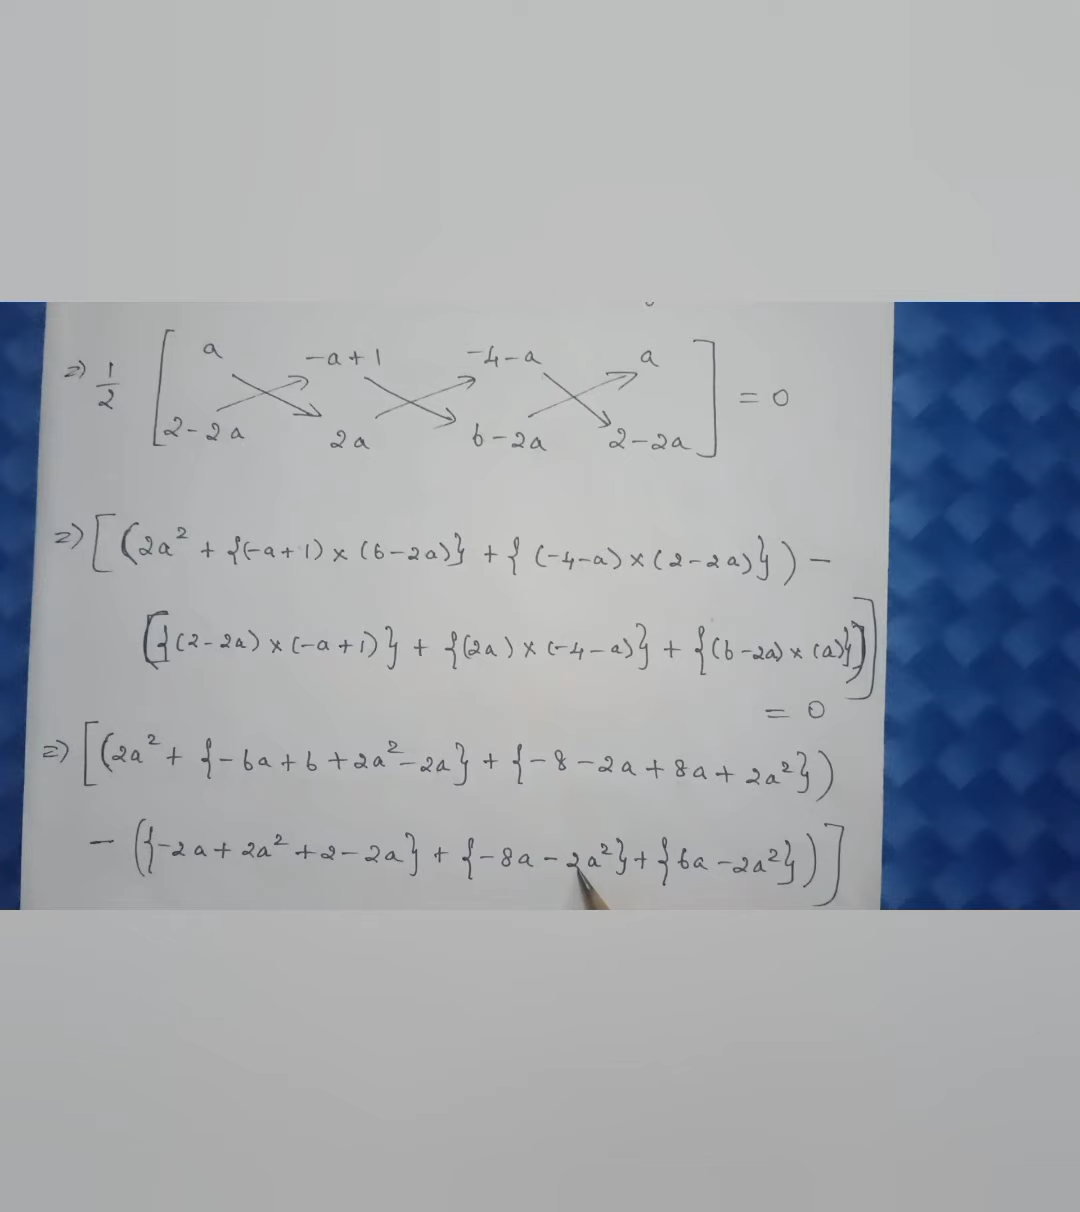 ⇒ 1/2 [ a   -a+1   -4-a   a
2-2a   2a   6-2a   2-2a ] = 0
⇒ [(2a² + {(-a+1) × (6-2a)} + {(-4-a) × (2-2a)}) -
({(2-2a) × (-a+1)} + {(2a) × (-4-a)} + {(6-2a) × (a)})]
= 0
⇒ [(2a² + {-6a+6+2a²-2a} + {-8-2a+8a+2a²})
- ({-2a+2a²+2-2a} + {-8a-2a²} + {6a-2a²})]